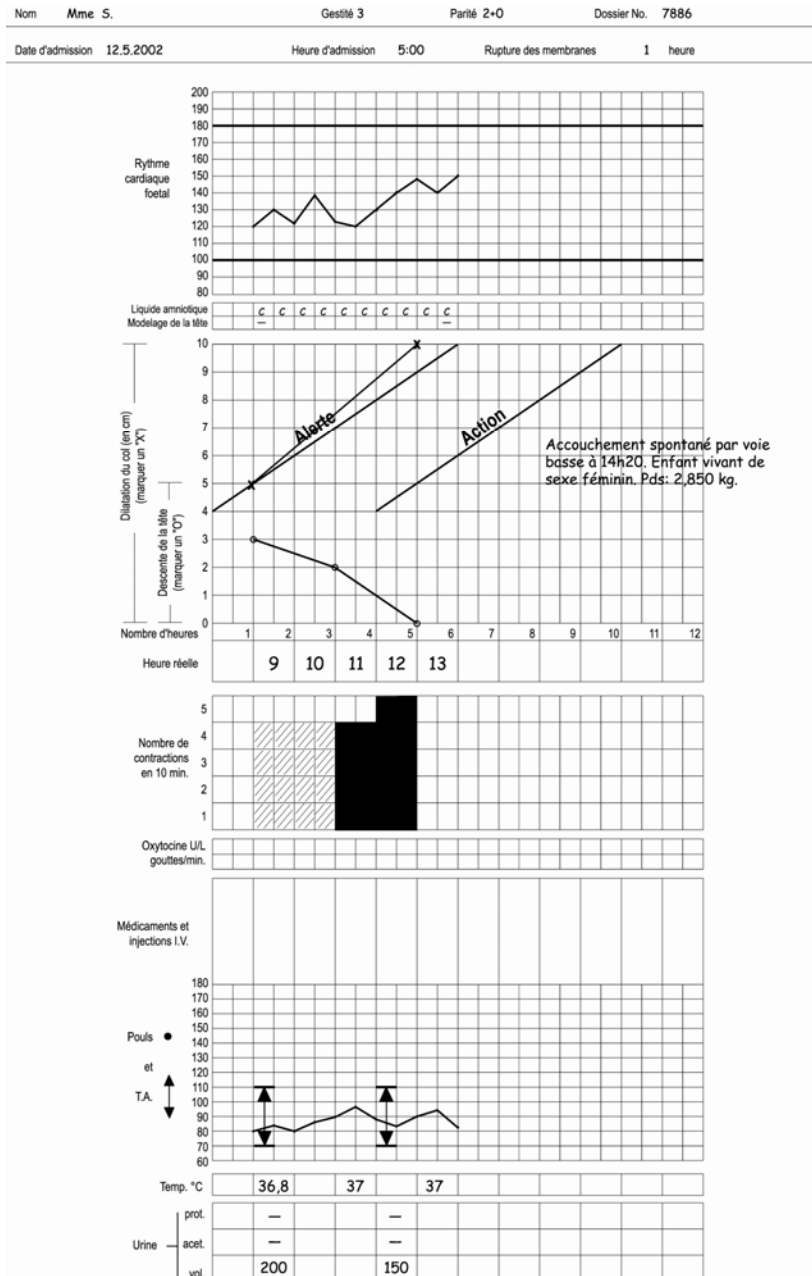 Nom Mme S. Gestité 3 Parité 2+0 Dossier No. 7886
Date d'admission 12.5.2002 Heure d'admission 5:00 Rupture des membranes 1 heure
200
190
180
170
160
150
140
130
120
110
100
90
80
Rythme
cardiaque
foetal
Liquide amniotique c c c c c c c c c c
Modelage de la tête – –
10
9
8
7
6
5
4
3
2
1
0
Dilatation du col (en cm)
(marquer un "X")
Descente de la tête
(marquer un "O")
X
X
Alerte
Action
Accouchement spontané par voie
basse à 14h20. Enfant vivant de
sexe féminin. Pds: 2,850 kg.
Nombre d'heures 1 2 3 4 5 6 7 8 9 10 11 12
Heure réelle 9 10 11 12 13
5
4
3
2
1
Nombre de
contractions
en 10 min.
Oxytocine U/L
gouttes/min.
Médicaments et
injections I.V.
180
170
160
150
140
130
120
110
100
90
80
70
60
Pouls
et
T.A.
Temp. °C 36,8 37 37
Urine
prot. – –
acet. – –
vol. 200 150